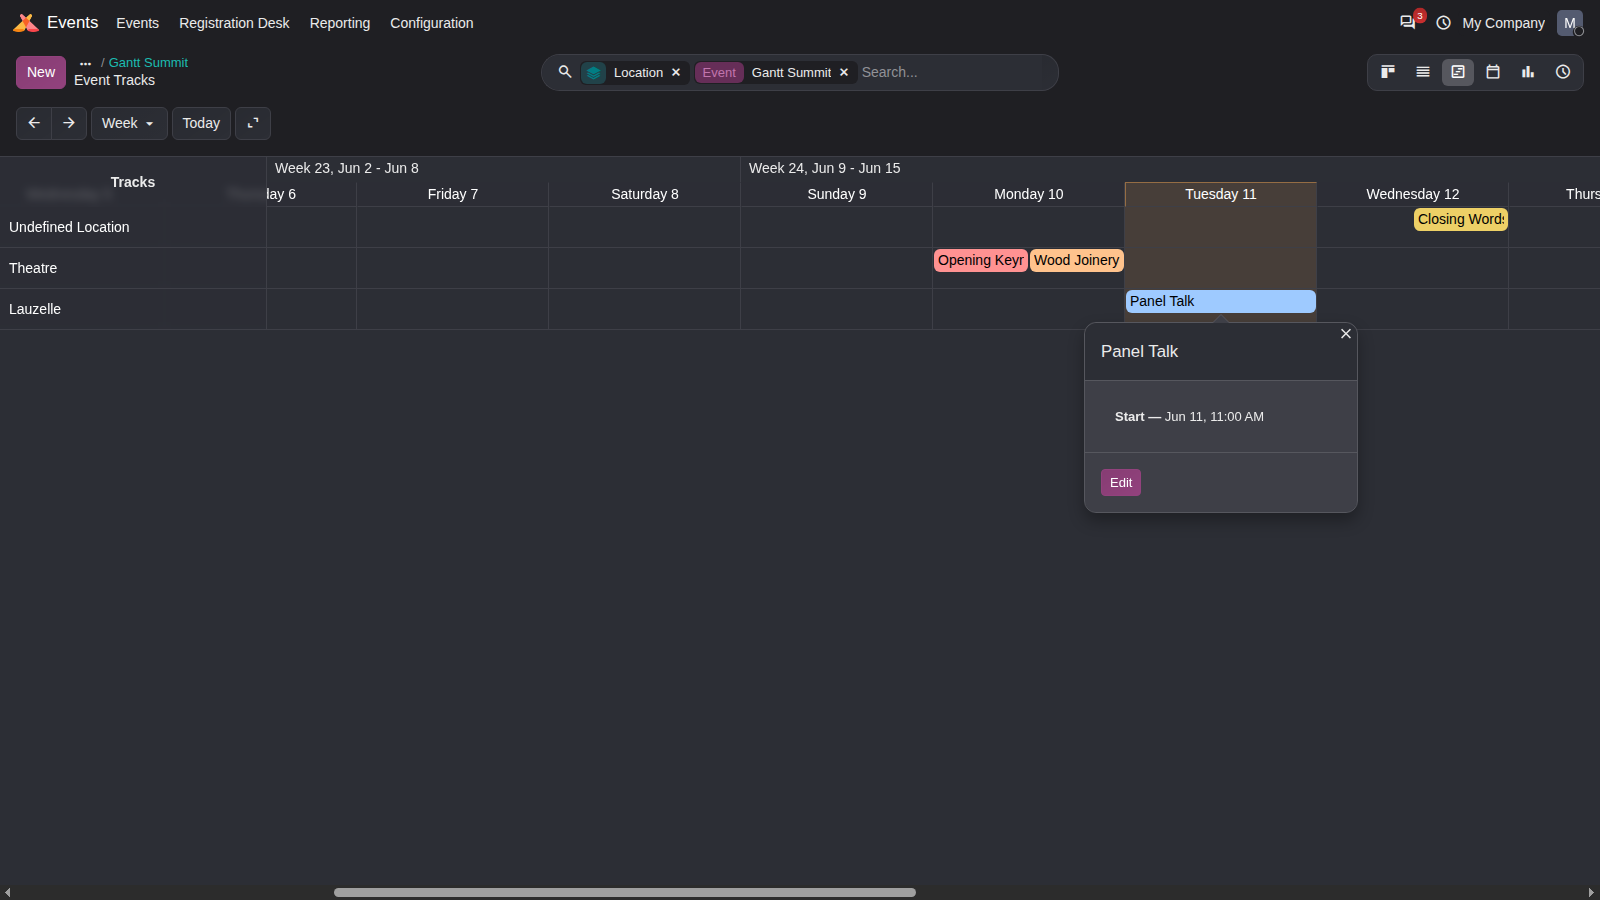 Events Events Registration Desk Reporting Configuration 3 My Company M
New ... / Gantt Summit
Event Tracks
Location × Event Gantt Summit × Search...
Week Today
Tracks
Week 23, Jun 2 - Jun 8 Week 24, Jun 9 - Jun 15
lay 6 Friday 7 Saturday 8 Sunday 9 Monday 10 Tuesday 11 Wednesday 12 Thurs
Undefined Location Closing Words
Theatre Opening Keyr Wood Joinery
Lauzelle Panel Talk
Panel Talk
Start — Jun 11, 11:00 AM
Edit